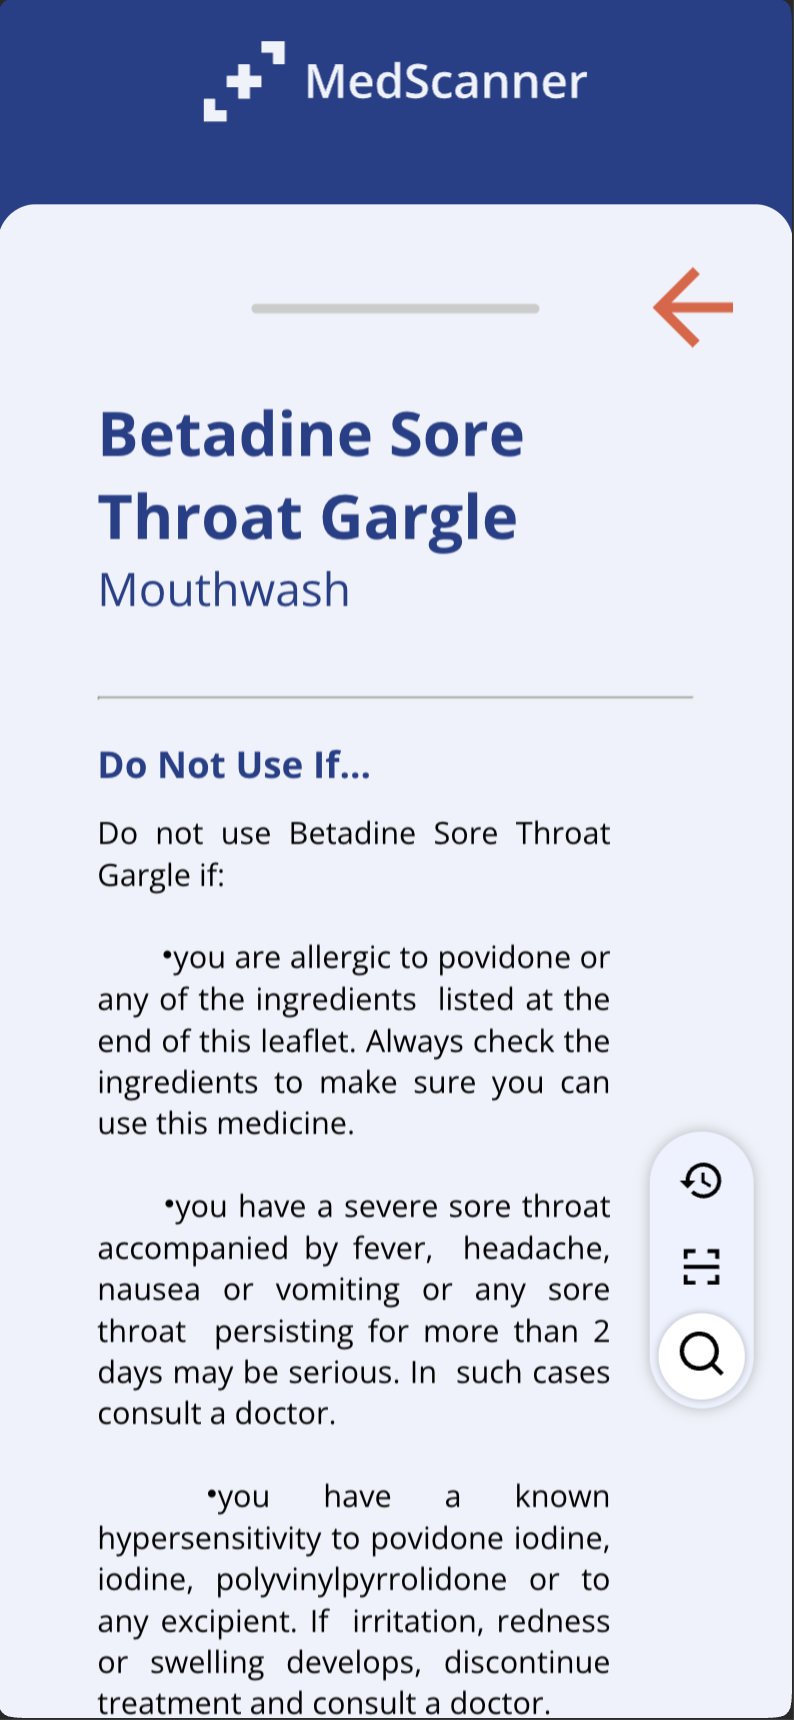 MedScanner
Betadine Sore
Throat Gargle
Mouthwash
Do Not Use If...
Do not use Betadine Sore Throat
Gargle if:
•you are allergic to povidone or
any of the ingredients listed at the
end of this leaflet. Always check the
ingredients to make sure you can
use this medicine.
•you have a severe sore throat
accompanied by fever, headache,
nausea or vomiting or any sore
throat persisting for more than 2
days may be serious. In such cases
consult a doctor.
•you have a known
hypersensitivity to povidone iodine,
iodine, polyvinylpyrrolidone or to
any excipient. If irritation, redness
or swelling develops, discontinue
treatment and consult a doctor.